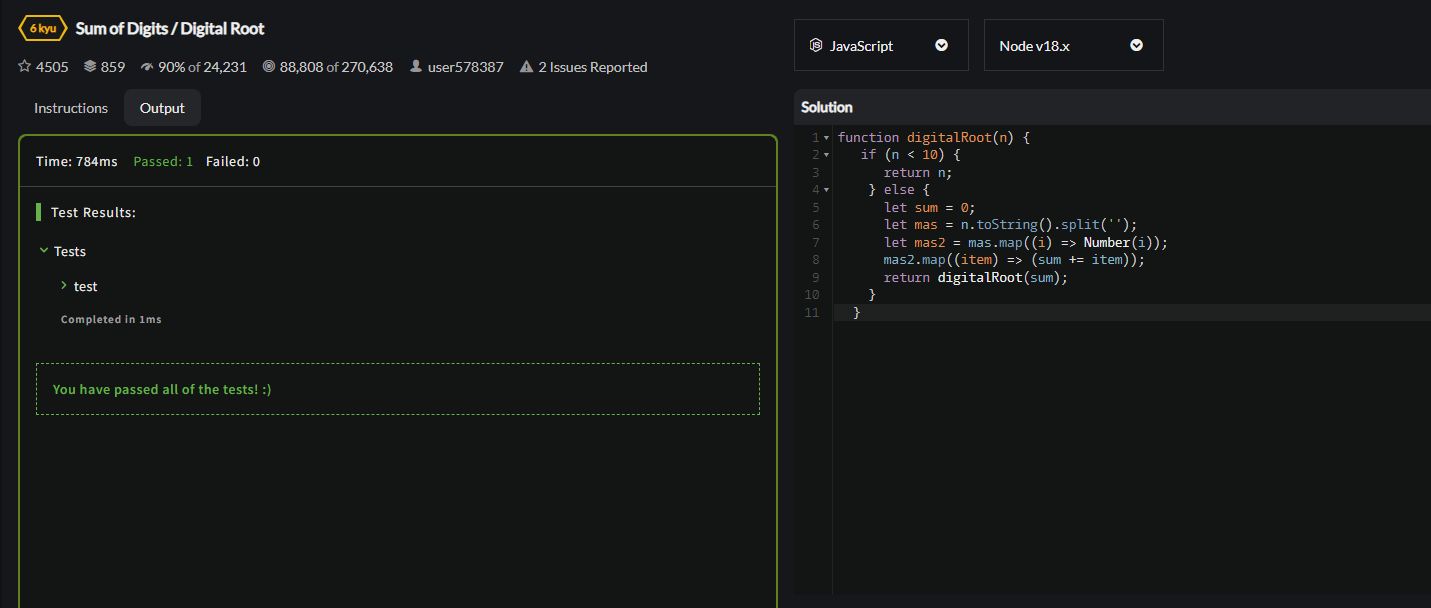 6 kyu Sum of Digits / Digital Root
4505 859 90% of 24,231 88,808 of 270,638 user578387 2 Issues Reported
Instructions Output
Time: 784ms Passed: 1 Failed: 0
Test Results:
Tests
test
Completed in 1ms
You have passed all of the tests! :)
JS JavaScript Node v18.x
Solution
1 function digitalRoot(n) {
2 if (n < 10) {
3 return n;
4 } else {
5 let sum = 0;
6 let mas = n.toString().split('');
7 let mas2 = mas.map((i) => Number(i));
8 mas2.map((item) => (sum += item));
9 return digitalRoot(sum);
10 }
11 }